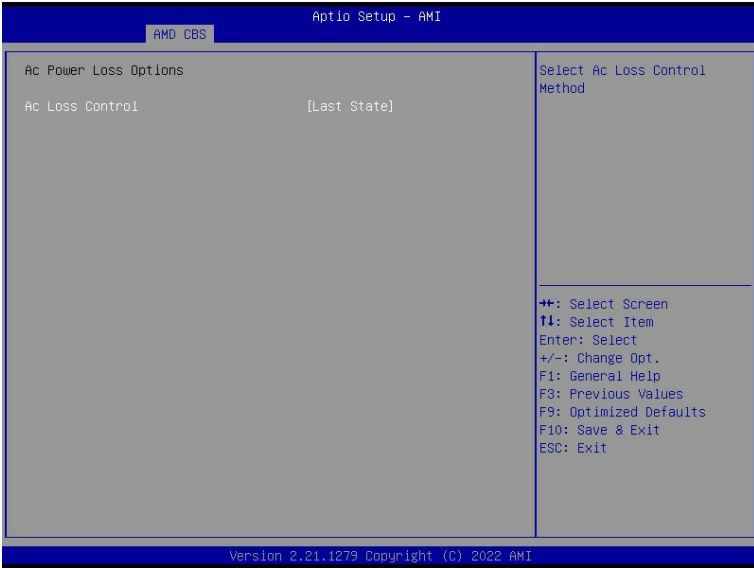 Aptio Setup – AMI
AMD CBS
Ac Power Loss Options
Ac Loss Control [Last State]
Select Ac Loss Control
Method
→←: Select Screen
↑↓: Select Item
Enter: Select
+/-: Change Opt.
F1: General Help
F3: Previous Values
F9: Optimized Defaults
F10: Save & Exit
ESC: Exit
Version 2.21.1279 Copyright (C) 2022 AMI